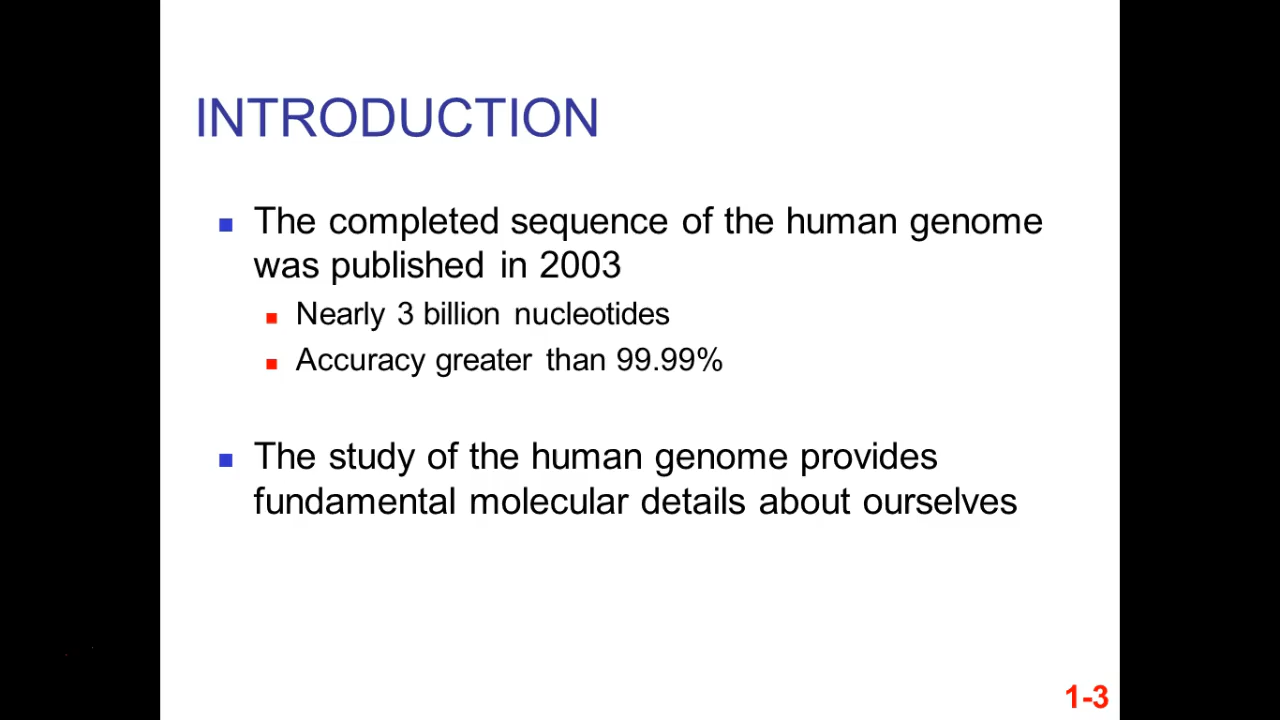 INTRODUCTION
The completed sequence of the human genome
was published in 2003
Nearly 3 billion nucleotides
Accuracy greater than 99.99%
The study of the human genome provides
fundamental molecular details about ourselves
1-3